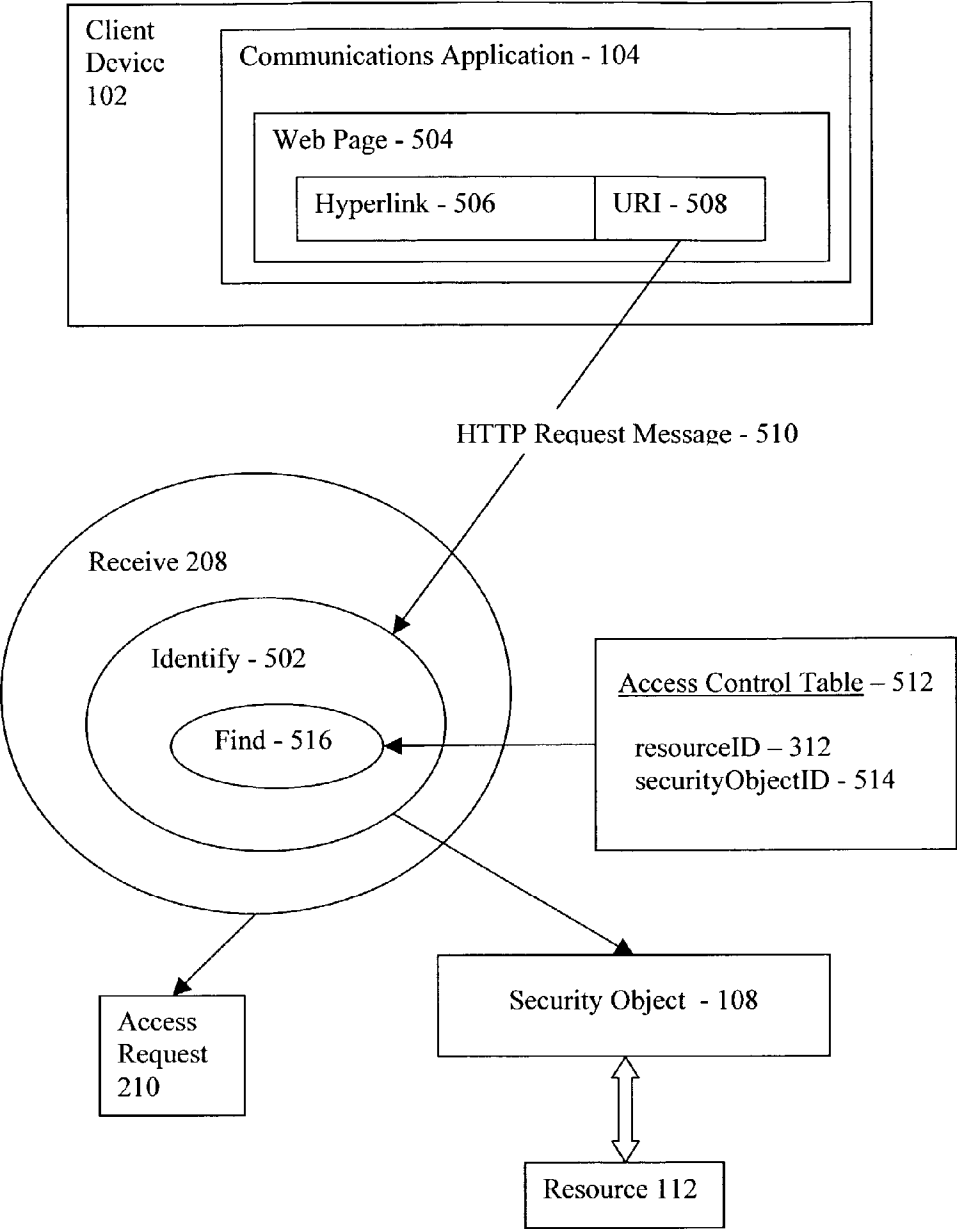 Client
Device
102
Communications Application - 104
Web Page - 504
Hyperlink - 506
URI - 508
HTTP Request Message - 510
Receive 208
Identify - 502
Find - 516
Access Control Table – 512
resourceID – 312
securityObjectID - 514
Access
Request
210
Security Object - 108
Resource 112